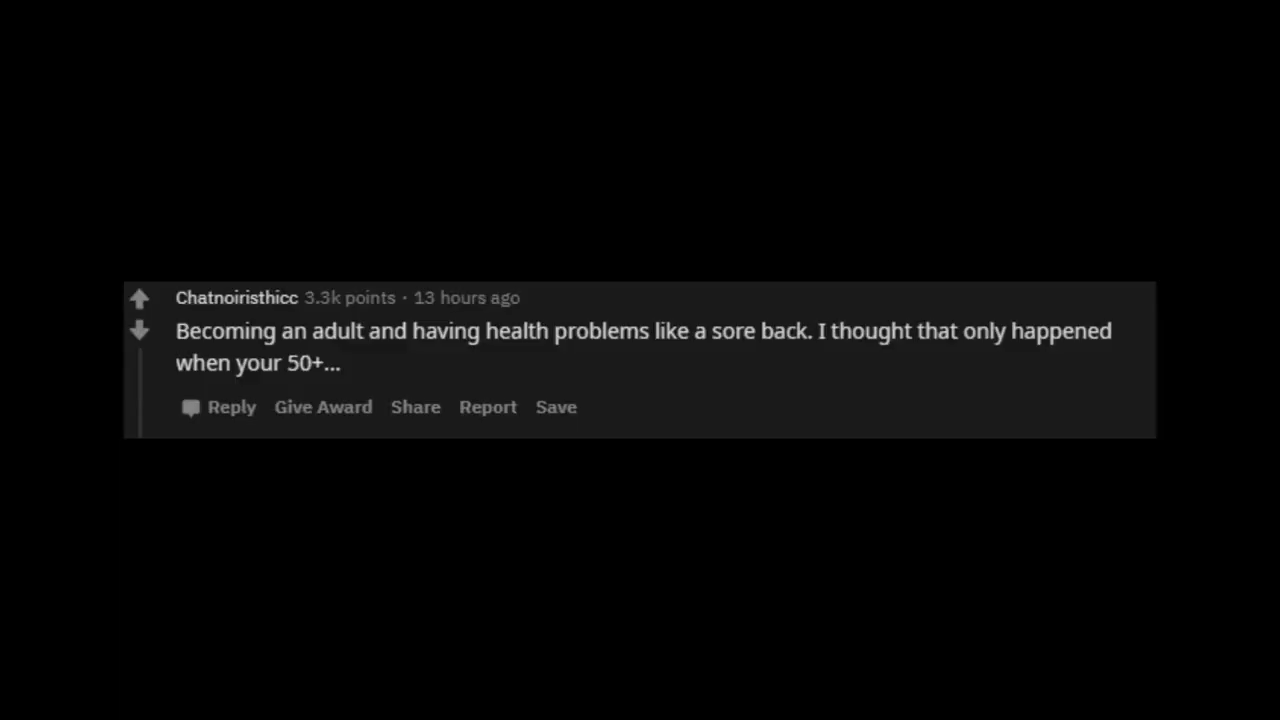 Chatnoiristhicc 3.3k points · 13 hours ago
Becoming an adult and having health problems like a sore back. I thought that only happened
when your 50+...
Reply Give Award Share Report Save